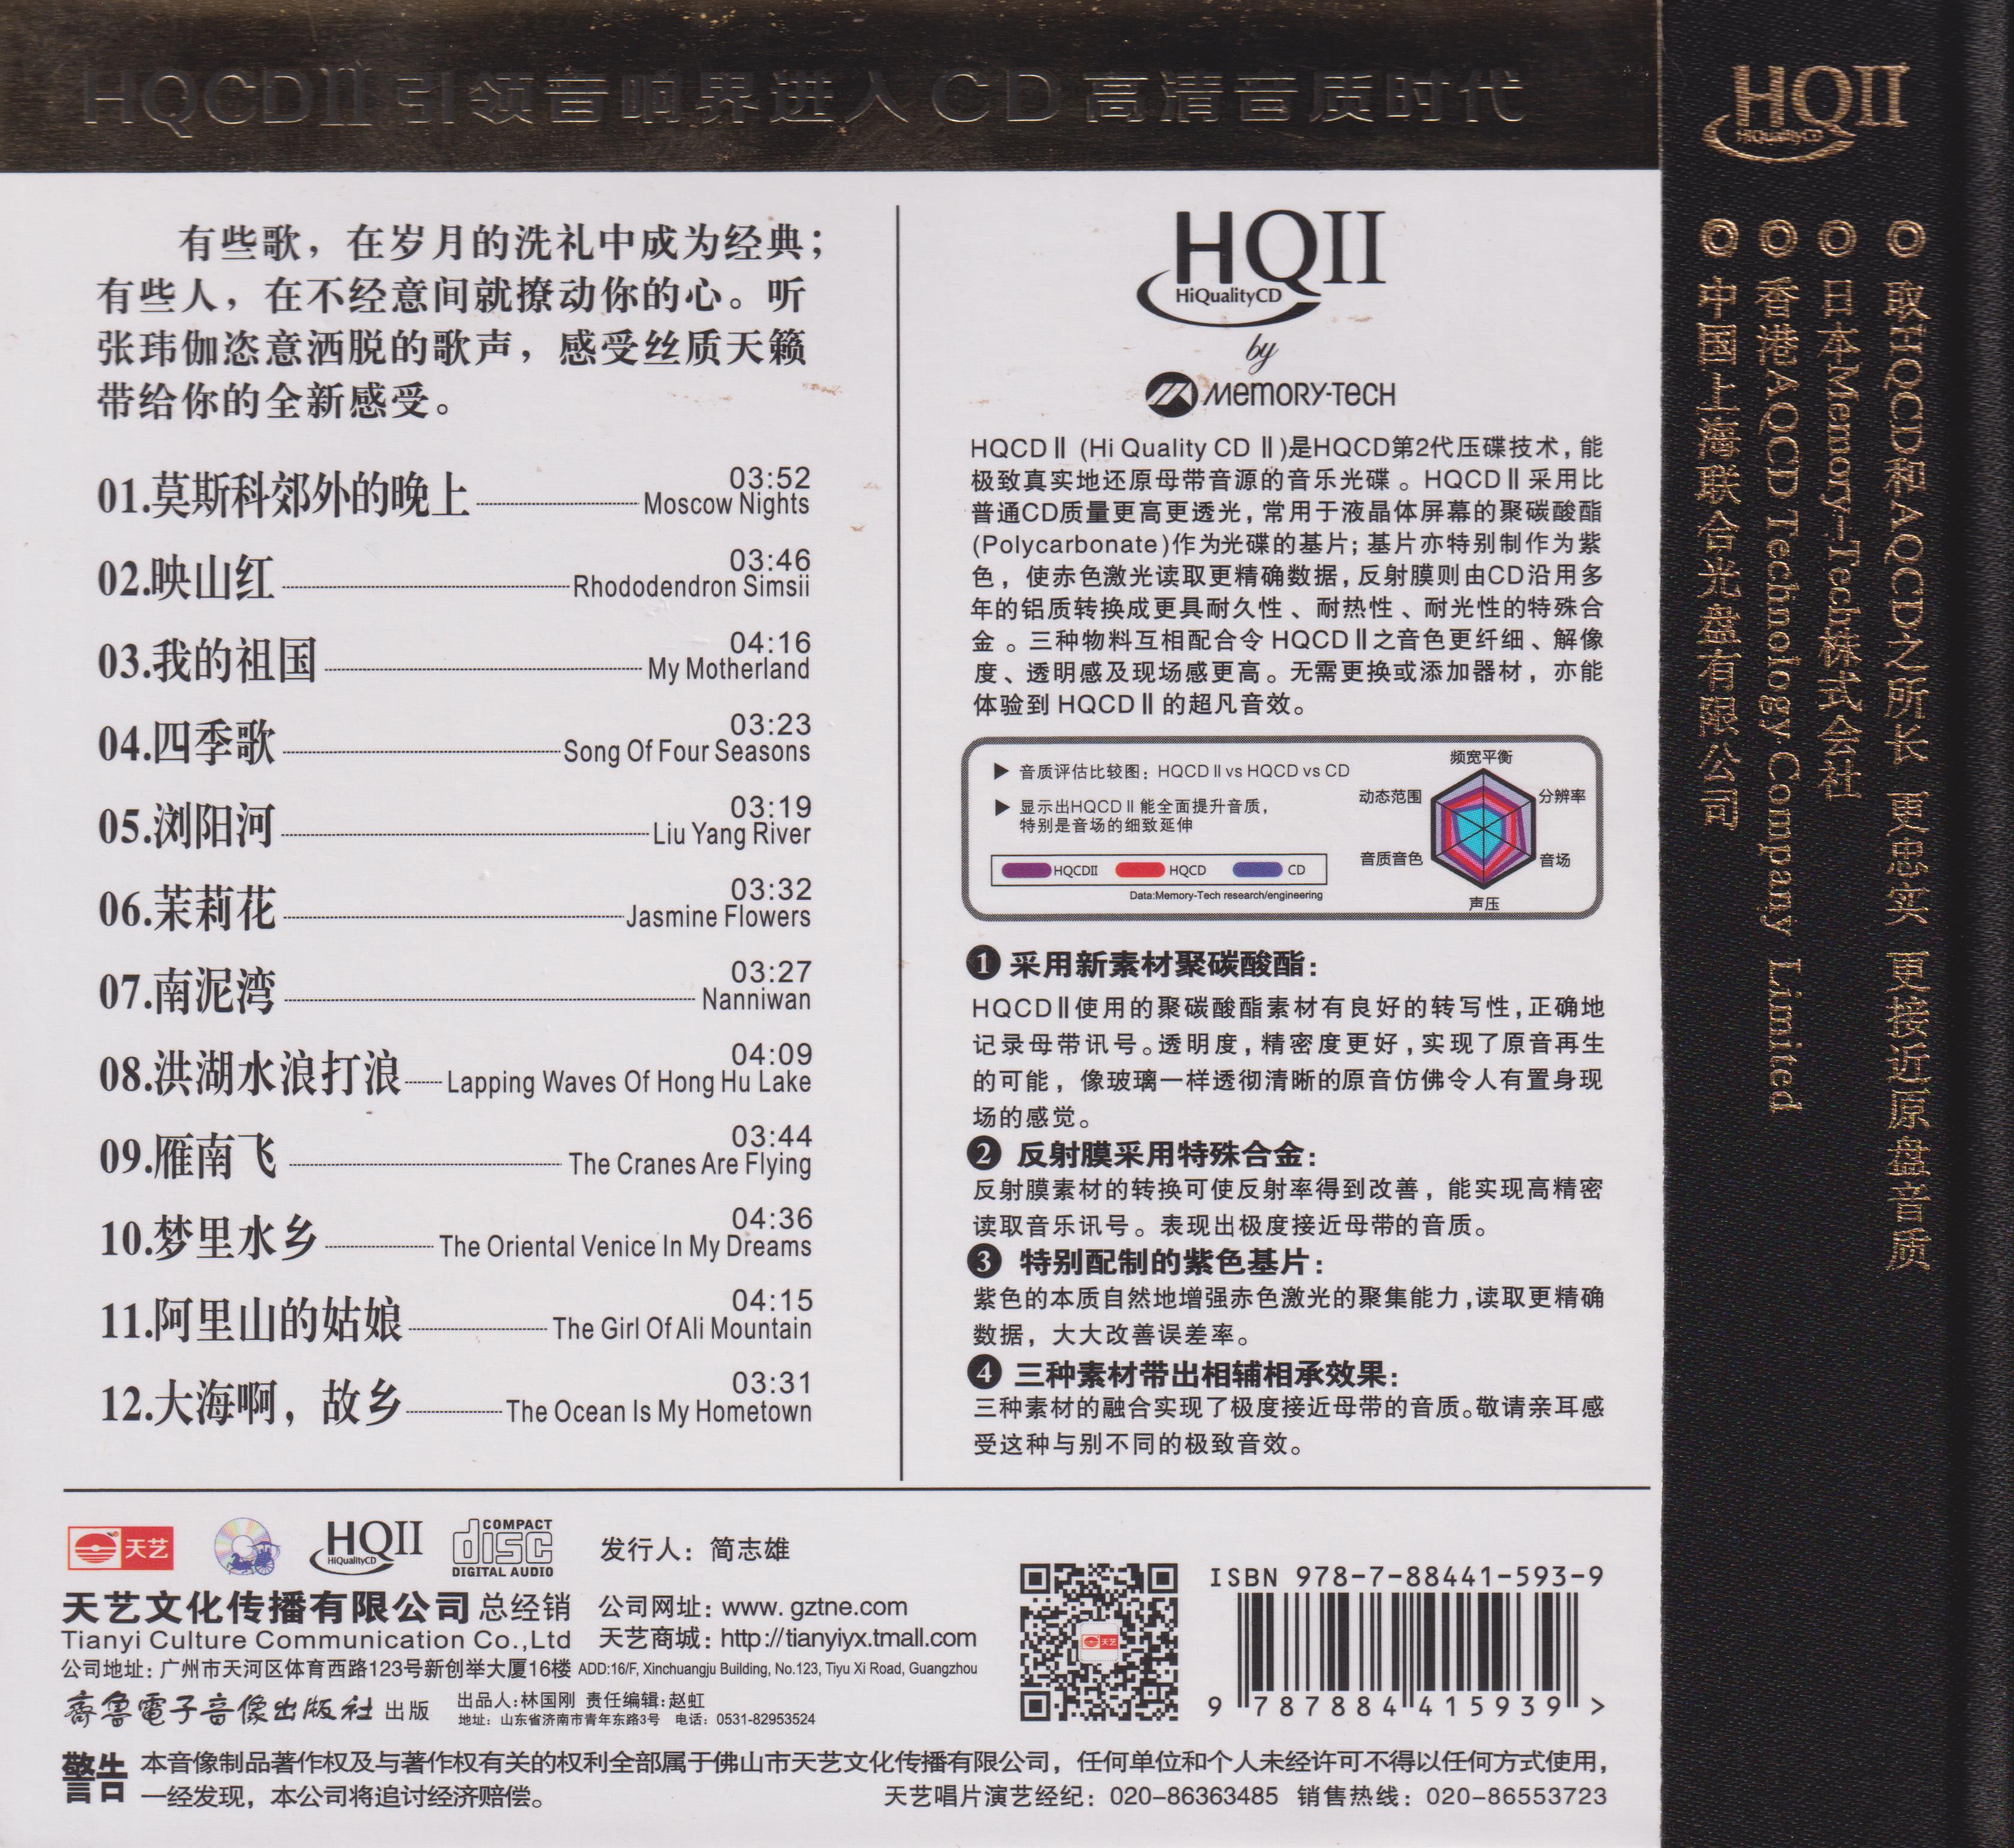 HQCDⅡ引领音响界进入CD高清音质时代
有些歌，在岁月的洗礼中成为经典；
有些人，在不经意间就撩动你的心。听
张玮伽恣意洒脱的歌声，感受丝质天籁
带给你的全新感受。
01.莫斯科郊外的晚上 03:52 Moscow Nights
02.映山红 03:46 Rhododendron Simsii
03.我的祖国 04:16 My Motherland
04.四季歌 03:23 Song Of Four Seasons
05.浏阳河 03:19 Liu Yang River
06.茉莉花 03:32 Jasmine Flowers
07.南泥湾 03:27 Nanniwan
08.洪湖水浪打浪 04:09 Lapping Waves Of Hong Hu Lake
09.雁南飞 03:44 The Cranes Are Flying
10.梦里水乡 04:36 The Oriental Venice In My Dreams
11.阿里山的姑娘 04:15 The Girl Of Ali Mountain
12.大海啊，故乡 03:31 The Ocean Is My Hometown
HQII
HiQualityCD
by
MEMORY-TECH
HQCDⅡ (Hi Quality CD Ⅱ)是HQCD第2代压碟技术，能
极致真实地还原母带音源的音乐光碟。HQCDⅡ采用比
普通CD质量更高更透光，常用于液晶体屏幕的聚碳酸酯
(Polycarbonate)作为光碟的基片；基片亦特别制作为紫
色，使赤色激光读取更精确数据，反射膜则由CD沿用多
年的铝质转换成更具耐久性、耐热性、耐光性的特殊合
金。三种物料互相配合令HQCDⅡ之音色更纤细、解像
度、透明感及现场感更高。无需更换或添加器材，亦能
体验到HQCDⅡ的超凡音效。
▶ 音质评估比较图：HQCDⅡvs HQCD vs CD
▶ 显示出HQCDⅡ能全面提升音质，
特别是音场的细致延伸
HQCDII HQCD CD
Data:Memory-Tech research/engineering
频宽平衡
动态范围 分辨率
音质音色 音场
声压
❶ 采用新素材聚碳酸酯：
HQCDⅡ使用的聚碳酸酯素材有良好的转写性，正确地
记录母带讯号。透明度，精密度更好，实现了原音再生
的可能，像玻璃一样透彻清晰的原音仿佛令人有置身现
场的感觉。
❷ 反射膜采用特殊合金：
反射膜素材的转换可使反射率得到改善，能实现高精密
读取音乐讯号。表现出极度接近母带的音质。
❸ 特别配制的紫色基片：
紫色的本质自然地增强赤色激光的聚集能力，读取更精确
数据，大大改善误差率。
❹ 三种素材带出相辅相承效果：
三种素材的融合实现了极度接近母带的音质。敬请亲耳感
受这种与别不同的极致音效。
天艺
HQII
HiQualityCD
COMPACT
disc
DIGITAL AUDIO
发行人：简志雄
天艺文化传播有限公司 总经销
公司网址：www. gztne.com
Tianyi Culture Communication Co.,Ltd
天艺商城：http://tianyiyx.tmall.com
公司地址：广州市天河区体育西路123号新创举大厦16楼 ADD:16/F, Xinchuangju Building, No.123, Tiyu Xi Road, Guangzhou
齊魯電子音像出版社 出版
出品人：林国刚 责任编辑：赵虹
地址：山东省济南市青年东路3号 电话：0531-82953524
天艺
ISBN 978-7-88441-593-9
9 787884 415939 >
警告
本音像制品著作权及与著作权有关的权利全部属于佛山市天艺文化传播有限公司，任何单位和个人未经许可不得以任何方式使用，
一经发现，本公司将追讨经济赔偿。
天艺唱片演艺经纪：020-86363485 销售热线：020-86553723
HQII
HiQualityCD
◎ 取HQCD和AQCD之所长 更忠实 更接近原盘音质
◎ 日本Memory-Tech株式会社
◎ 香港AQCD Technology Company Limited
◎ 中国上海联合光盘有限公司